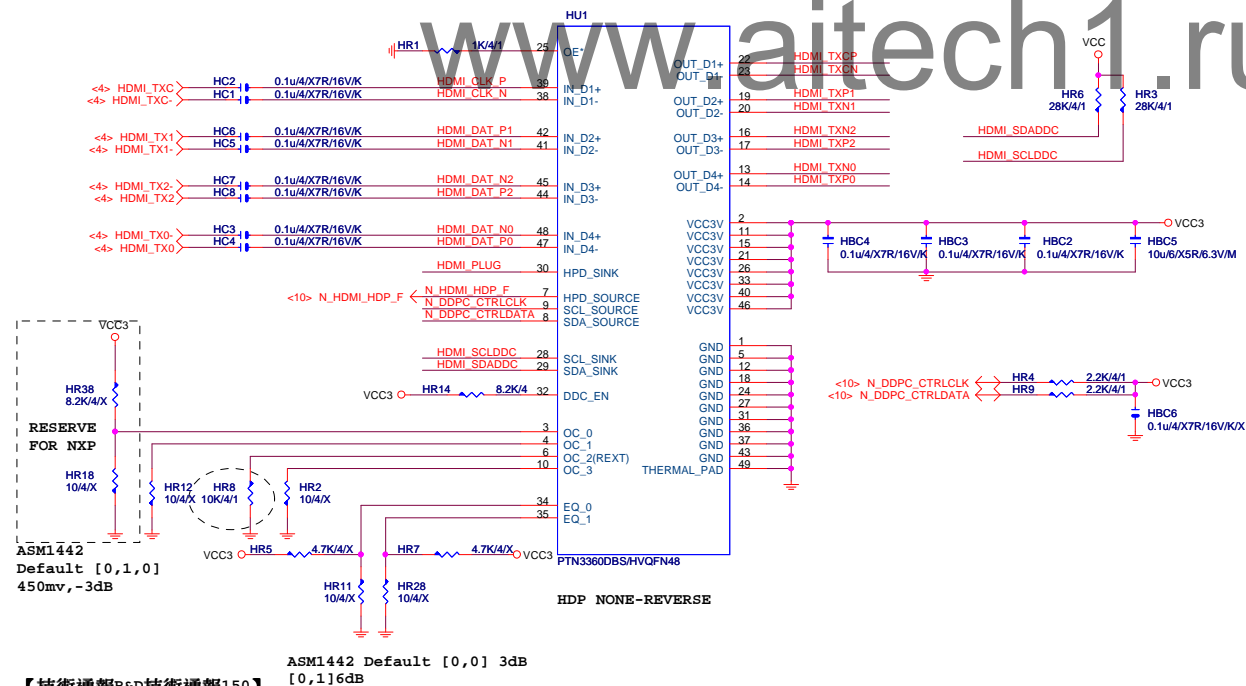 www.aitech1.ru
HU1
HR1 1K/4/1 25 OE*
<4> HDMI_TXC HC2 0.1u/4/X7R/16V/K HDMI_CLK_P 39 IN_D1+
<4> HDMI_TXC- HC1 0.1u/4/X7R/16V/K HDMI_CLK_N 38 IN_D1-
<4> HDMI_TX1 HC6 0.1u/4/X7R/16V/K HDMI_DAT_P1 42 IN_D2+
<4> HDMI_TX1- HC5 0.1u/4/X7R/16V/K HDMI_DAT_N1 41 IN_D2-
<4> HDMI_TX2- HC7 0.1u/4/X7R/16V/K HDMI_DAT_N2 45 IN_D3+
<4> HDMI_TX2 HC8 0.1u/4/X7R/16V/K HDMI_DAT_P2 44 IN_D3-
<4> HDMI_TX0- HC3 0.1u/4/X7R/16V/K HDMI_DAT_N0 48 IN_D4+
<4> HDMI_TX0 HC4 0.1u/4/X7R/16V/K HDMI_DAT_P0 47 IN_D4-
HDMI_PLUG 30 HPD_SINK
<10> N_HDMI_HDP_F N_HDMI_HDP_F 7 HPD_SOURCE
N_DDPC_CTRLCLK 9 SCL_SOURCE
N_DDPC_CTRLDATA 8 SDA_SOURCE
HDMI_SCLDDC 28 SCL_SINK
HDMI_SDADDC 29 SDA_SINK
VCC3 HR14 8.2K/4 32 DDC_EN
3 OC_0
4 OC_1
6 OC_2(REXT)
10 OC_3
34 EQ_0
35 EQ_1
OUT_D1+ 22 HDMI_TXCP
OUT_D1- 23 HDMI_TXCN
OUT_D2+ 19 HDMI_TXP1
OUT_D2- 20 HDMI_TXN1
OUT_D3+ 16 HDMI_TXN2
OUT_D3- 17 HDMI_TXP2
OUT_D4+ 13 HDMI_TXN0
OUT_D4- 14 HDMI_TXP0
VCC3V 2
VCC3V 11
VCC3V 15
VCC3V 21
VCC3V 26
VCC3V 33
VCC3V 40
VCC3V 46
GND 1
GND 5
GND 12
GND 18
GND 24
GND 27
GND 31
GND 36
GND 37
GND 43
THERMAL_PAD 49
PTN3360DBS/HVQFN48
HDP NONE-REVERSE
VCC
HR6 28K/4/1
HR3 28K/4/1
HDMI_SDADDC
HDMI_SCLDDC
VCC3
HBC4 0.1u/4/X7R/16V/K
HBC3 0.1u/4/X7R/16V/K
HBC2 0.1u/4/X7R/16V/K
HBC5 10u/6/X5R/6.3V/M
<10> N_DDPC_CTRLCLK HR4 2.2K/4/1 VCC3
<10> N_DDPC_CTRLDATA HR9 2.2K/4/1
HBC6 0.1u/4/X7R/16V/K/X
VCC3
HR38
8.2K/4/X
RESERVE
FOR NXP
HR18
10/4/X
HR12
10/4/X
HR8
10K/4/1
HR2
10/4/X
ASM1442
Default [0,1,0]
450mv,-3dB
VCC3 HR5 4.7K/4/X
HR7 4.7K/4/X VCC3
HR11
10/4/X
HR28
10/4/X
ASM1442 Default [0,0] 3dB
[0,1]6dB
【技術通報R&D技術通報150】